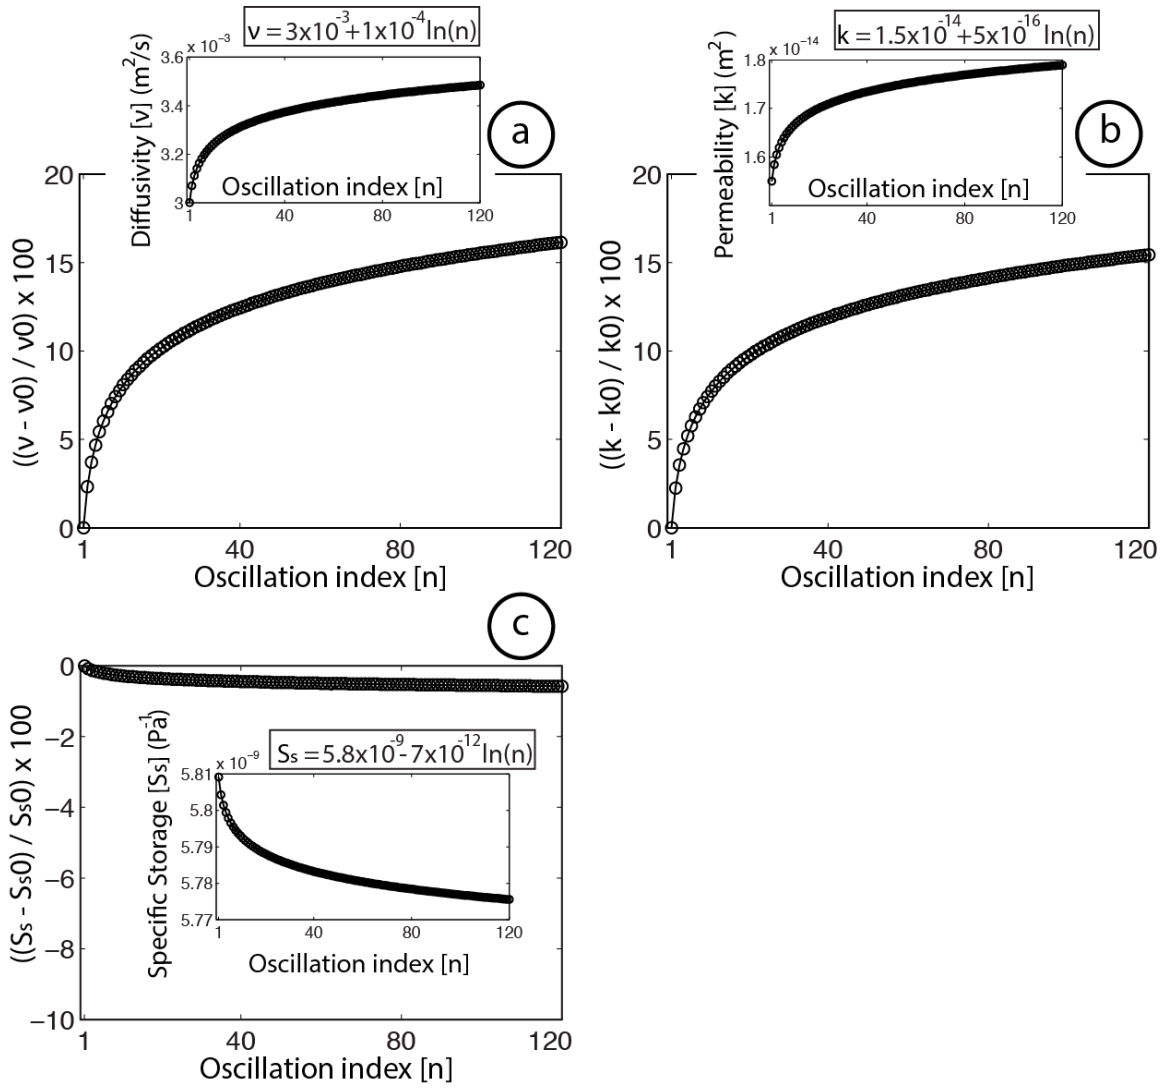 ν = 3x10⁻³+1x10⁻⁴ ln(n)
x 10⁻³
3.6
3.4
3.2
3
Diffusivity [ν] (m²/s)
Oscillation index [n]
1 40 80 120
a
20
15
10
5
0
((ν - ν0) / ν0) x 100
1 40 80 120
Oscillation index [n]
k = 1.5x10⁻¹⁴+5x10⁻¹⁶ ln(n)
x 10⁻¹⁴
1.8
1.7
1.6
Permeability [k] (m²)
Oscillation index [n]
1 40 80 120
b
20
15
10
5
0
((k - k0) / k0) x 100
1 40 80 120
Oscillation index [n]
c
0
−2
−4
−6
−8
−10
((Ss - Ss0) / Ss0) x 100
Ss = 5.8x10⁻⁹-7x10⁻¹² ln(n)
x 10⁻⁹
5.81
5.8
5.79
5.78
5.77
Specific Storage [Ss] (Pa⁻¹)
1 40 80 120
Oscillation index [n]
1 40 80 120
Oscillation index [n]